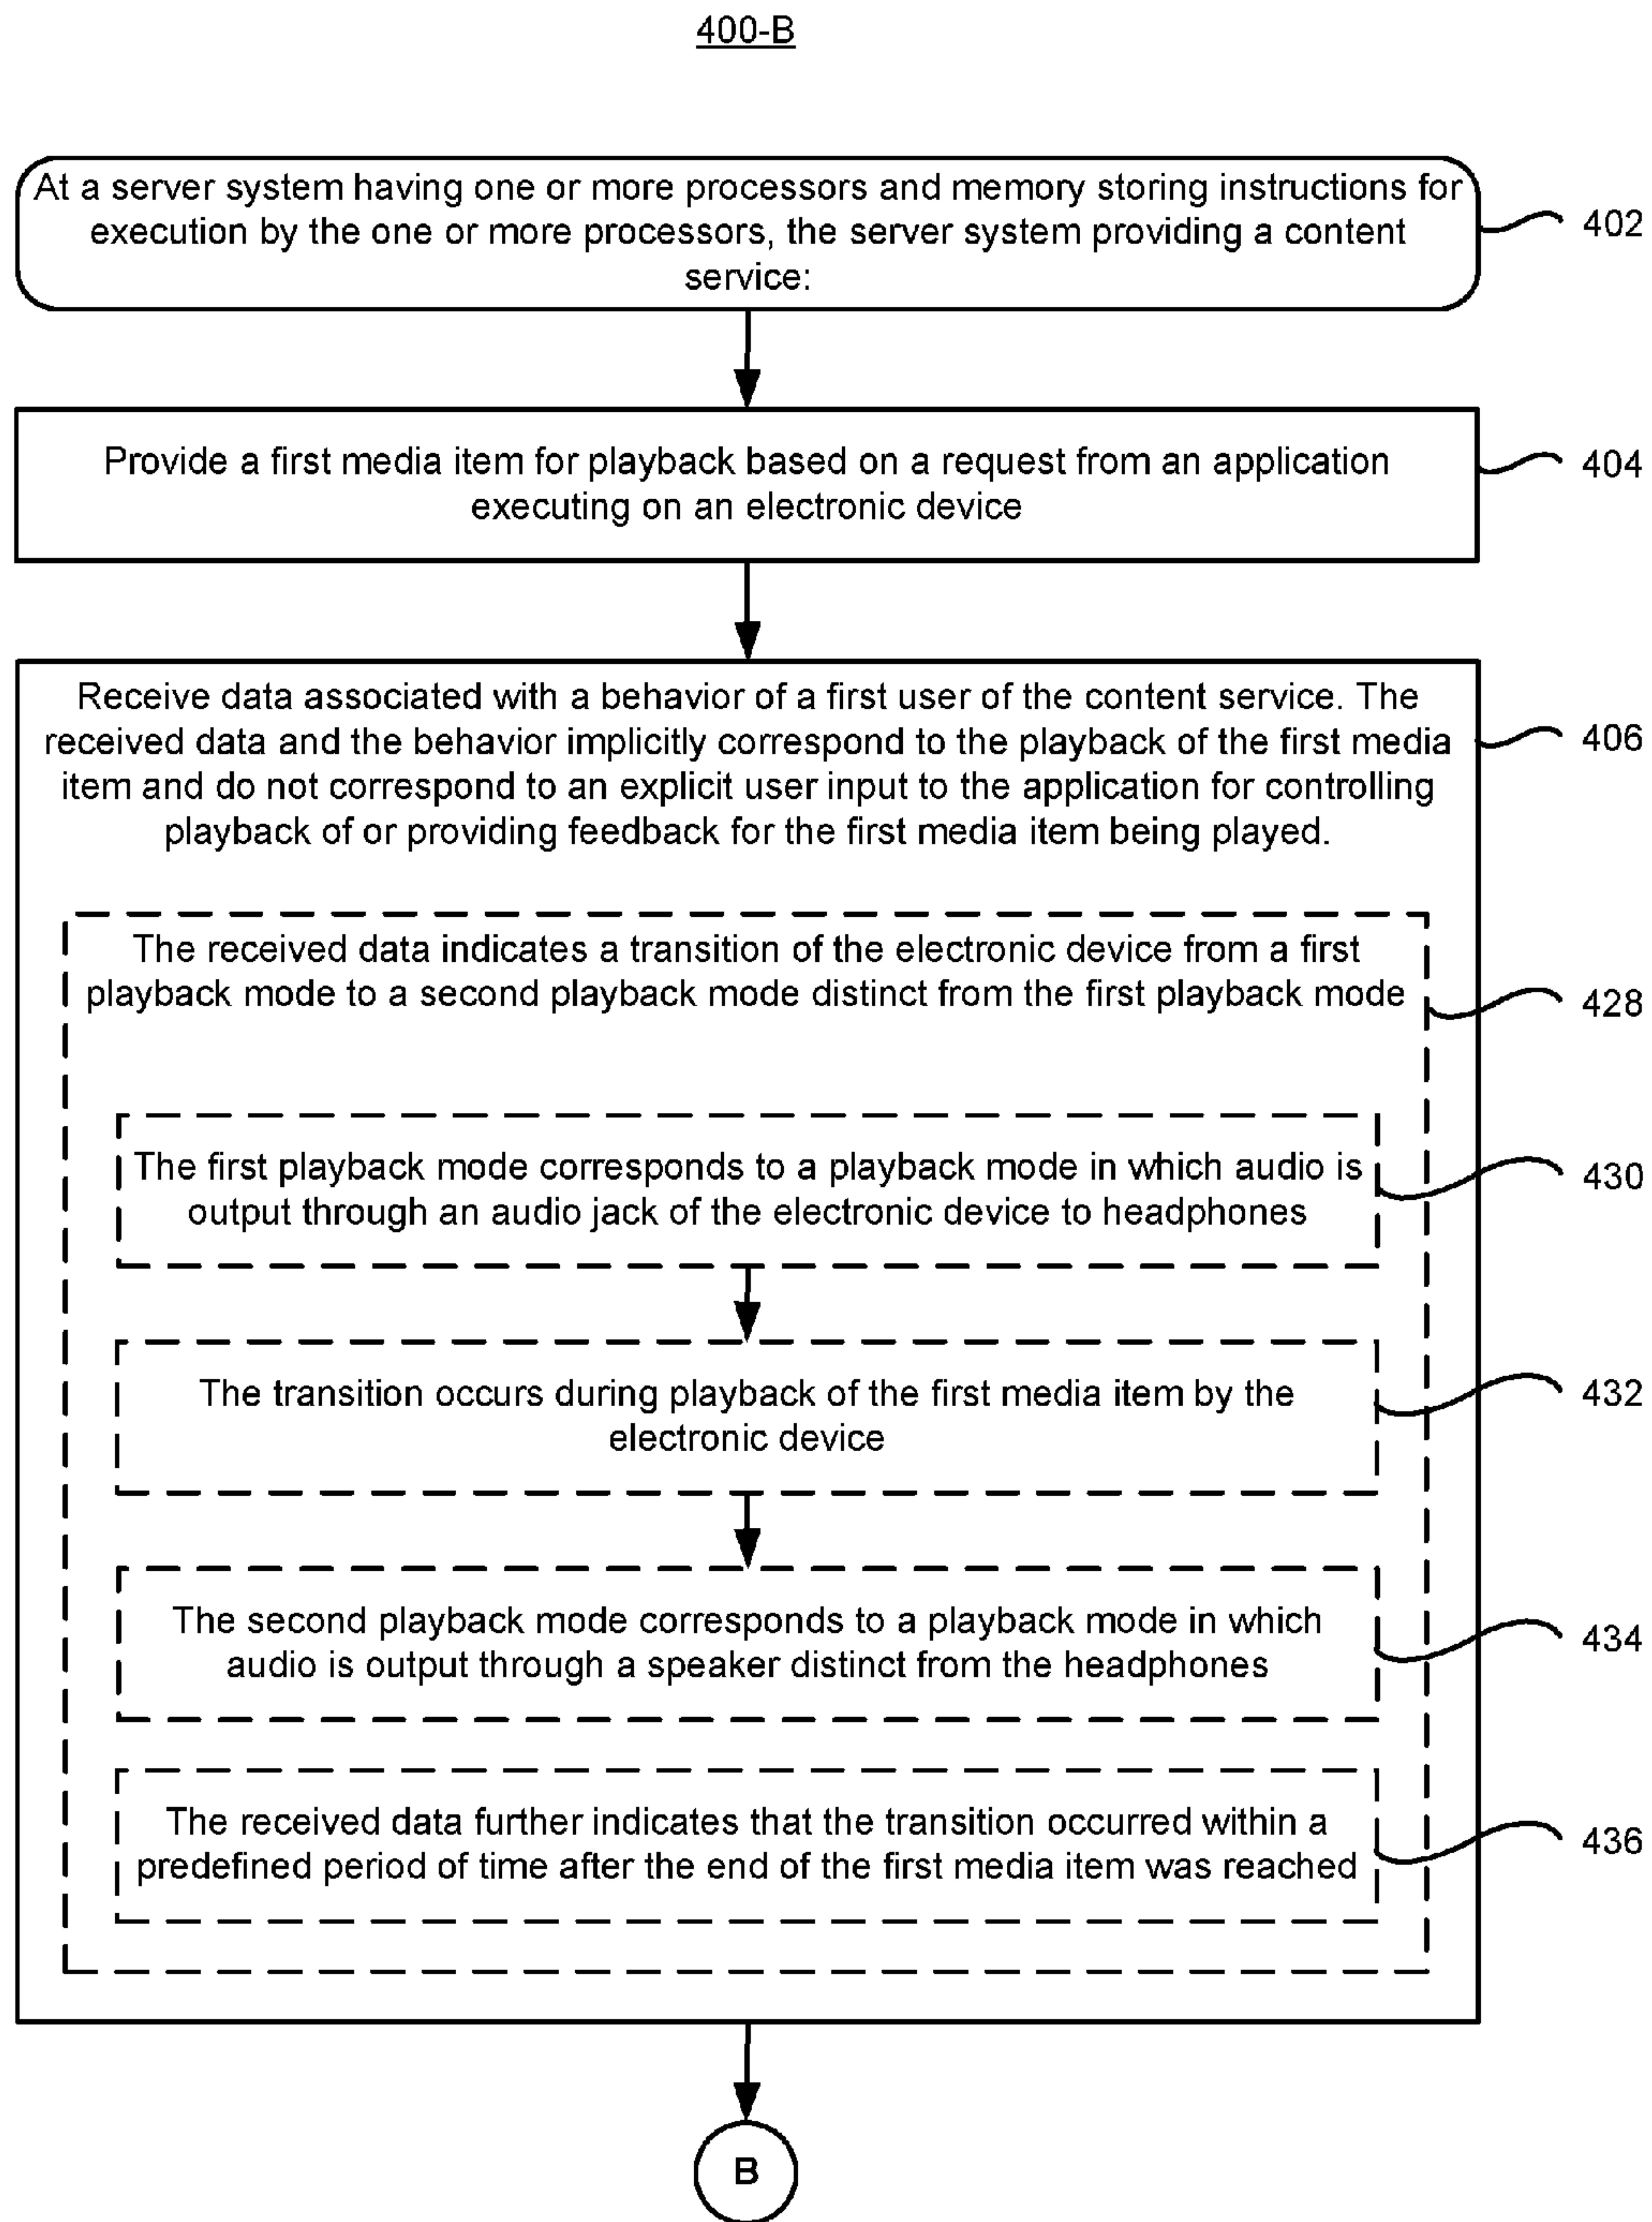 400-B
At a server system having one or more processors and memory storing instructions for
execution by the one or more processors, the server system providing a content
service:
402
Provide a first media item for playback based on a request from an application
executing on an electronic device
404
Receive data associated with a behavior of a first user of the content service. The
received data and the behavior implicitly correspond to the playback of the first media
item and do not correspond to an explicit user input to the application for controlling
playback of or providing feedback for the first media item being played.
406
The received data indicates a transition of the electronic device from a first
playback mode to a second playback mode distinct from the first playback mode
428
The first playback mode corresponds to a playback mode in which audio is
output through an audio jack of the electronic device to headphones
430
The transition occurs during playback of the first media item by the
electronic device
432
The second playback mode corresponds to a playback mode in which
audio is output through a speaker distinct from the headphones
434
The received data further indicates that the transition occurred within a
predefined period of time after the end of the first media item was reached
436
B